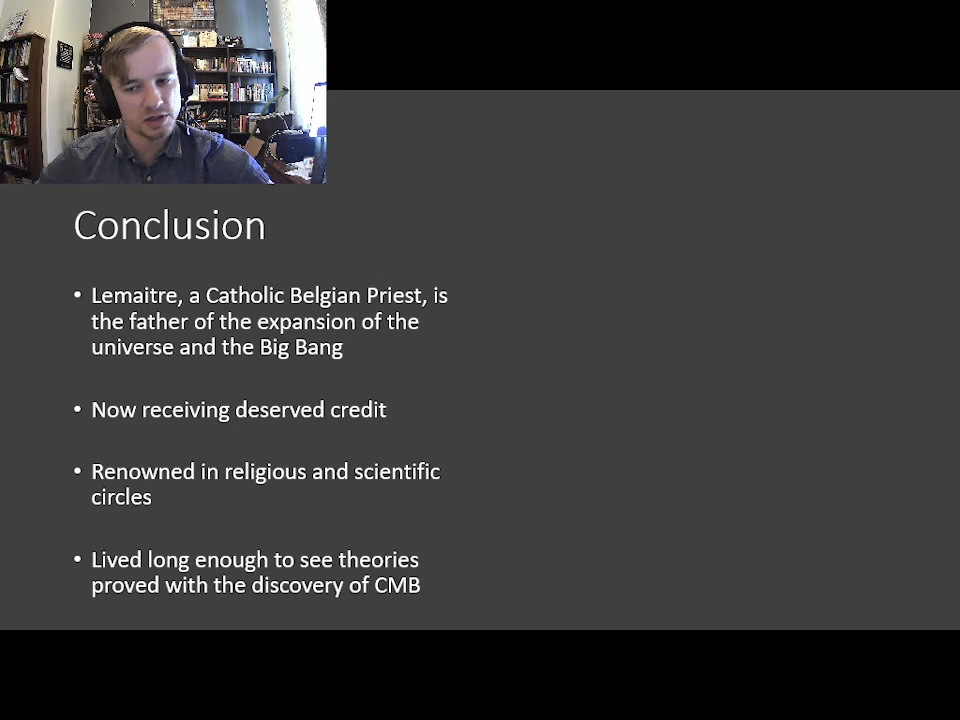 Conclusion
• Lemaitre, a Catholic Belgian Priest, is
the father of the expansion of the
universe and the Big Bang
• Now receiving deserved credit
• Renowned in religious and scientific
circles
• Lived long enough to see theories
proved with the discovery of CMB